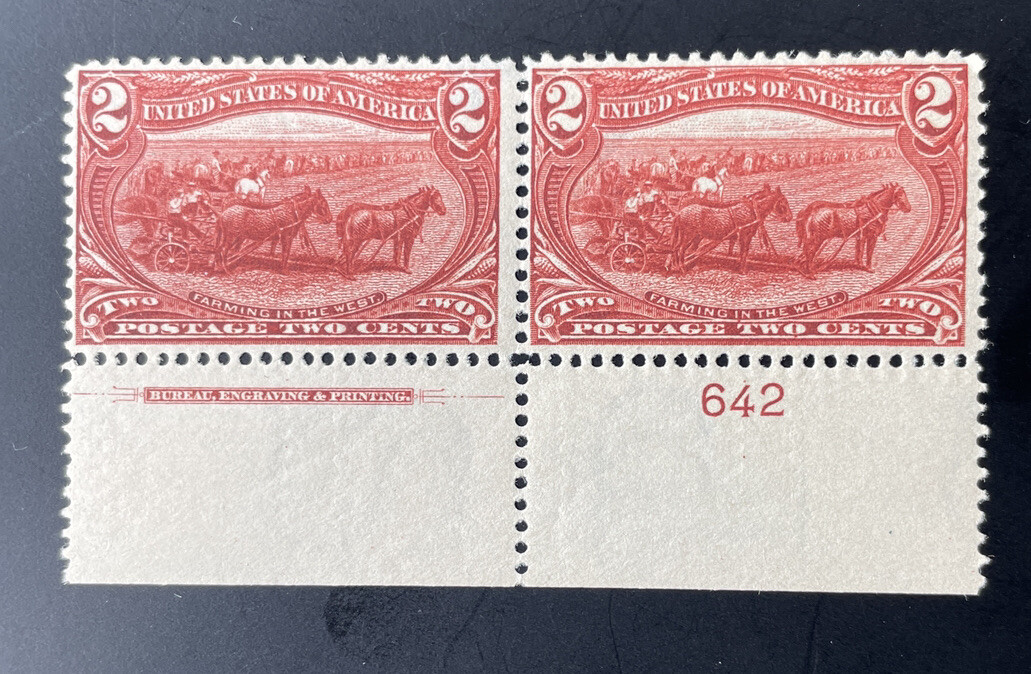 2 UNITED STATES OF AMERICA 2
FARMING IN THE WEST.
TWO TWO
POSTAGE TWO CENTS
2 UNITED STATES OF AMERICA 2
FARMING IN THE WEST.
TWO TWO
POSTAGE TWO CENTS
BUREAU, ENGRAVING & PRINTING.
642